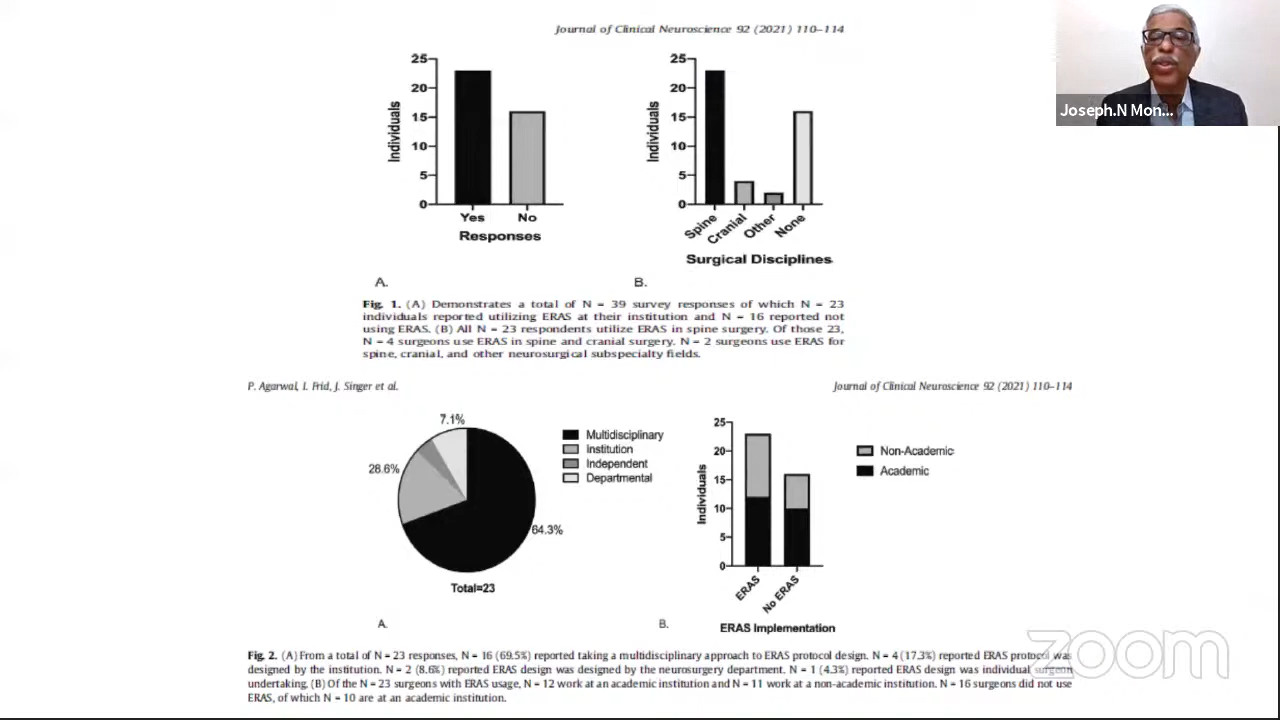 Journal of Clinical Neuroscience 92 (2021) 110–114
25
20
15
10
5
0
Individuals
Yes No
Responses
A.
25
20
15
10
5
0
Individuals
Spine Cranial Other None
Surgical Disciplines
B.
Fig. 1. (A) Demonstrates a total of N = 39 survey responses of which N = 23
individuals reported utilizing ERAS at their institution and N = 16 reported not
using ERAS. (B) All N = 23 respondents utilize ERAS in spine surgery. Of those 23,
N = 4 surgeons use ERAS in spine and cranial surgery. N = 2 surgeons use ERAS for
spine, cranial, and other neurosurgical subspecialty fields.
Joseph.N Mon...
P. Agarwal, I. Frid, J. Singer et al.
Journal of Clinical Neuroscience 92 (2021) 110–114
7.1%
28.6%
64.3%
Multidisciplinary
Institution
Independent
Departmental
Total=23
A.
25
20
15
10
5
0
Individuals
ERAS No ERAS
ERAS Implementation
Non-Academic
Academic
B.
Fig. 2. (A) From a total of N = 23 responses, N = 16 (69.5%) reported taking a multidisciplinary approach to ERAS protocol design. N = 4 (17.3%) reported ERAS protocol was
designed by the institution. N = 2 (8.6%) reported ERAS design was designed by the neurosurgery department. N = 1 (4.3%) reported ERAS design was individual surgeon
undertaking. (B) Of the N = 23 surgeons with ERAS usage, N = 12 work at an academic institution and N = 11 work at a non-academic institution. N = 16 surgeons did not use
ERAS, of which N = 10 are at an academic institution.
zoom